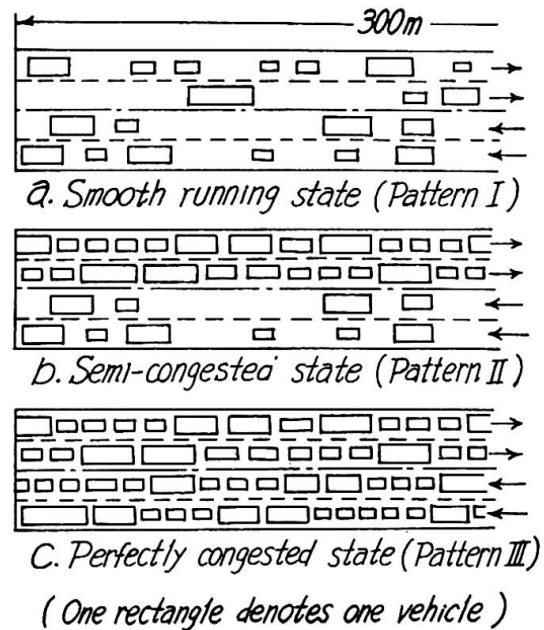 300m
a. Smooth running state (Pattern I)
b. Semi-congested state (Pattern II)
C. Perfectly congested state (Pattern III)
(One rectangle denotes one vehicle)